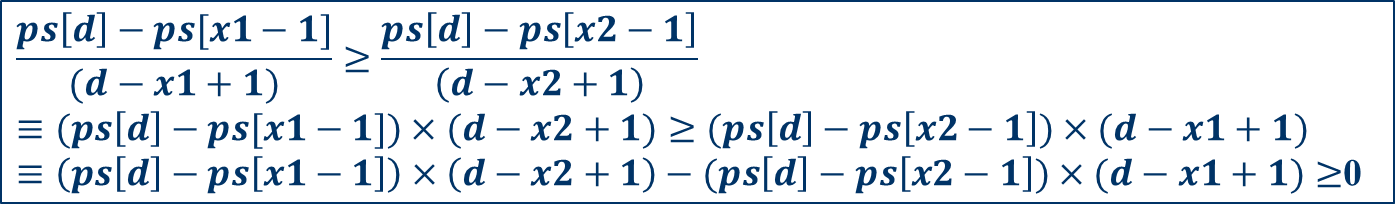 ps[d] − ps[x1 − 1] / (d − x1 + 1) ≥ ps[d] − ps[x2 − 1] / (d − x2 + 1)
≡ (ps[d] − ps[x1 − 1]) × (d − x2 + 1) ≥ (ps[d] − ps[x2 − 1]) × (d − x1 + 1)
≡ (ps[d] − ps[x1 − 1]) × (d − x2 + 1) − (ps[d] − ps[x2 − 1]) × (d − x1 + 1) ≥0